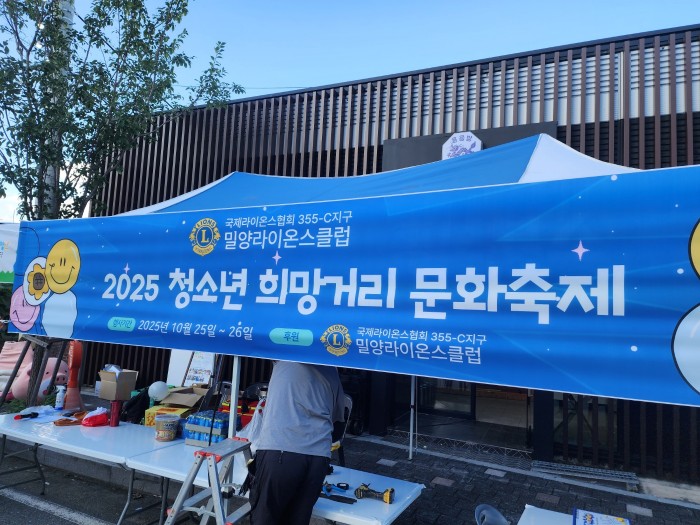 국제라이온스협회 355-C지구
밀양라이온스클럽
2025 청소년 희망거리 문화축제
2025년 10월 25일 ~ 26일
후원
국제라이온스협회 355-C지구
밀양라이온스클럽
LIONS
L